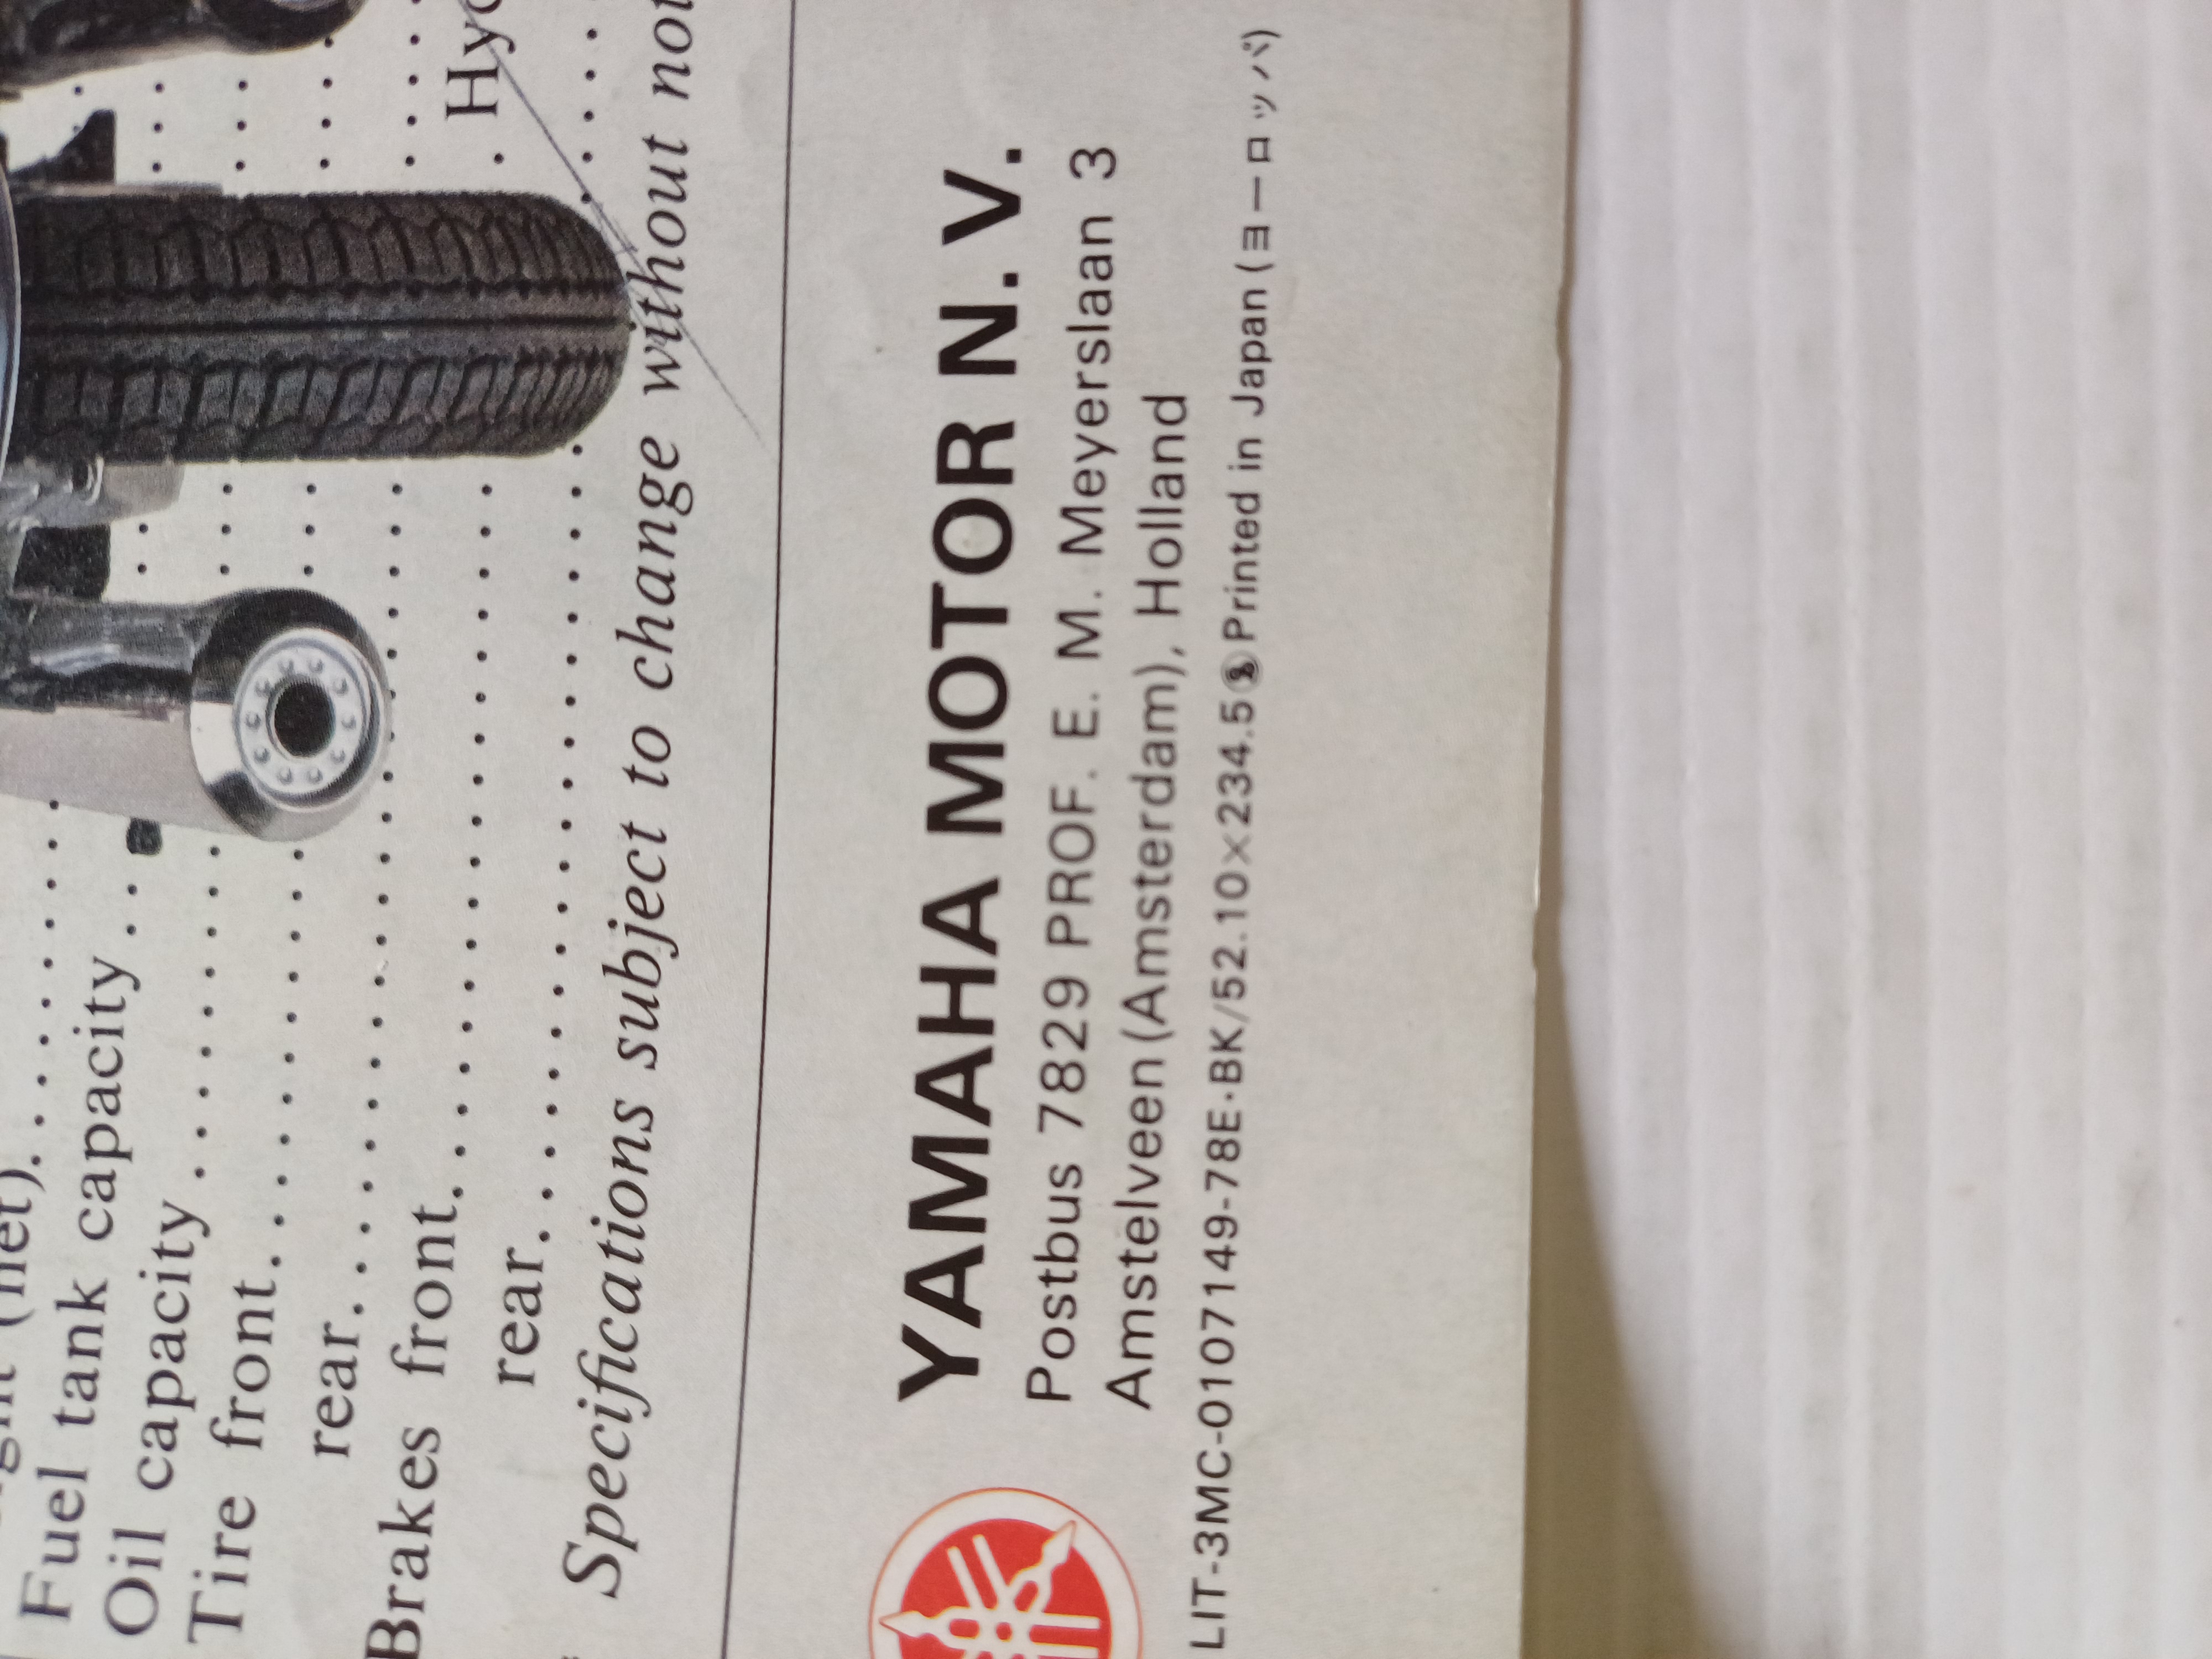 (net)
Fuel tank capacity
Oil capacity
Tire front
rear
Brakes front
rear
Specifications subject to change without
YAMAHA MOTOR N.V.
Postbus 7829 PROF. E. M. Meyerslaan 3
Amstelveen (Amsterdam), Holland
LIT-3MC-0107149-78E·BK/52.10×234.5 Printed in Japan (ヨーロッパ)